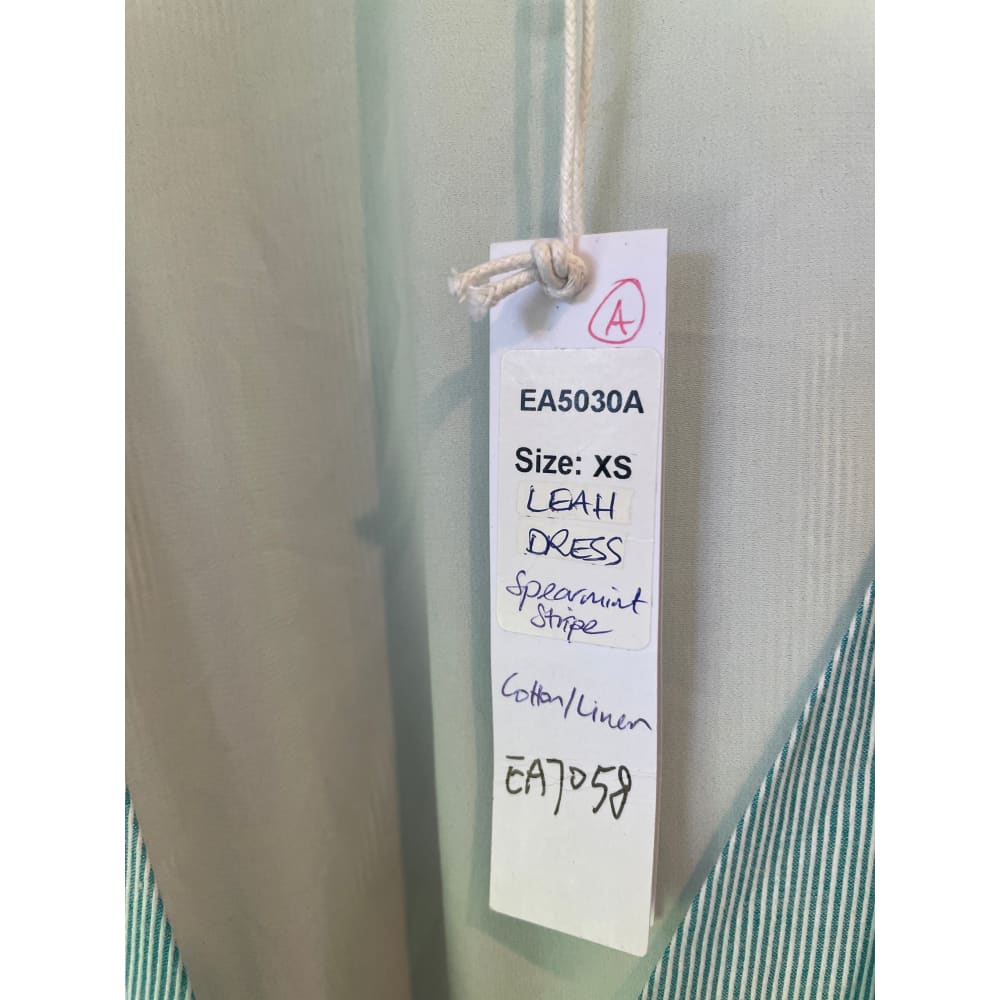 A
EA5030A
Size: XS
LEAH
DRESS
Spearmint
Stripe
Cotton/Linen
EA7058